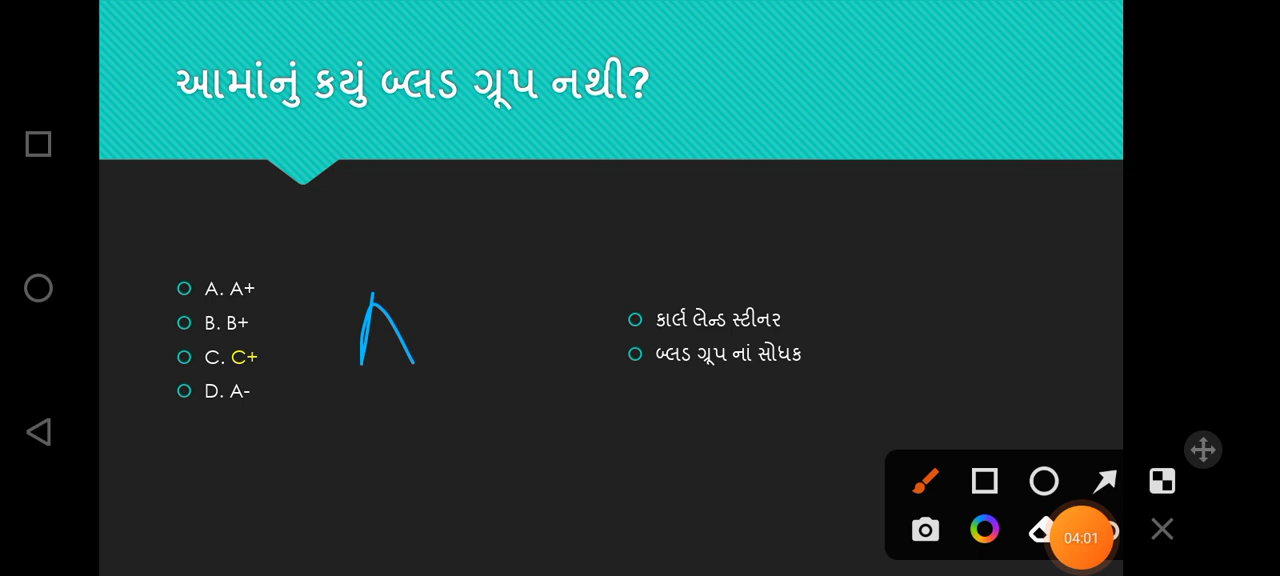 આમાંનું કયું બ્લડ ગ્રૂપ નથી?
A. A+
B. B+
C. C+
D. A-
કાર્લ લેન્ડ સ્ટીનર
બ્લડ ગ્રૂપ નાં સોધક
04:01